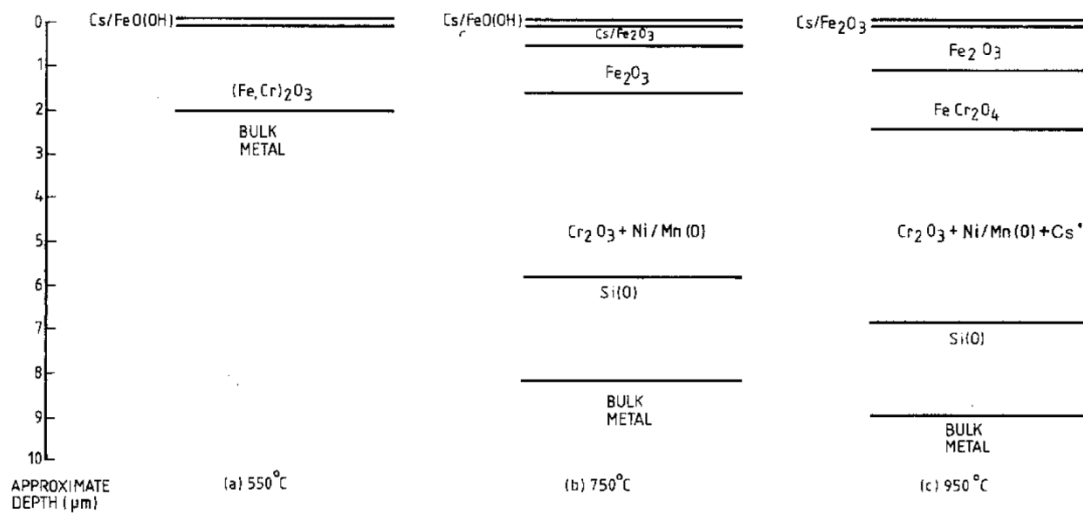 Cs/FeO(OH)
(Fe,Cr)₂O₃
BULK
METAL
Cs/FeO(OH)
Cs/Fe₂O₃
Fe₂O₃
Cr₂O₃ + Ni/Mn(O)
Si(O)
BULK
METAL
Cs/Fe₂O₃
Fe₂O₃
FeCr₂O₄
Cr₂O₃ + Ni/Mn(O) + Cs*
Si(O)
BULK
METAL
0
1
2
3
4
5
6
7
8
9
10
APPROXIMATE
DEPTH (μm)
(a) 550°C
(b) 750°C
(c) 950°C